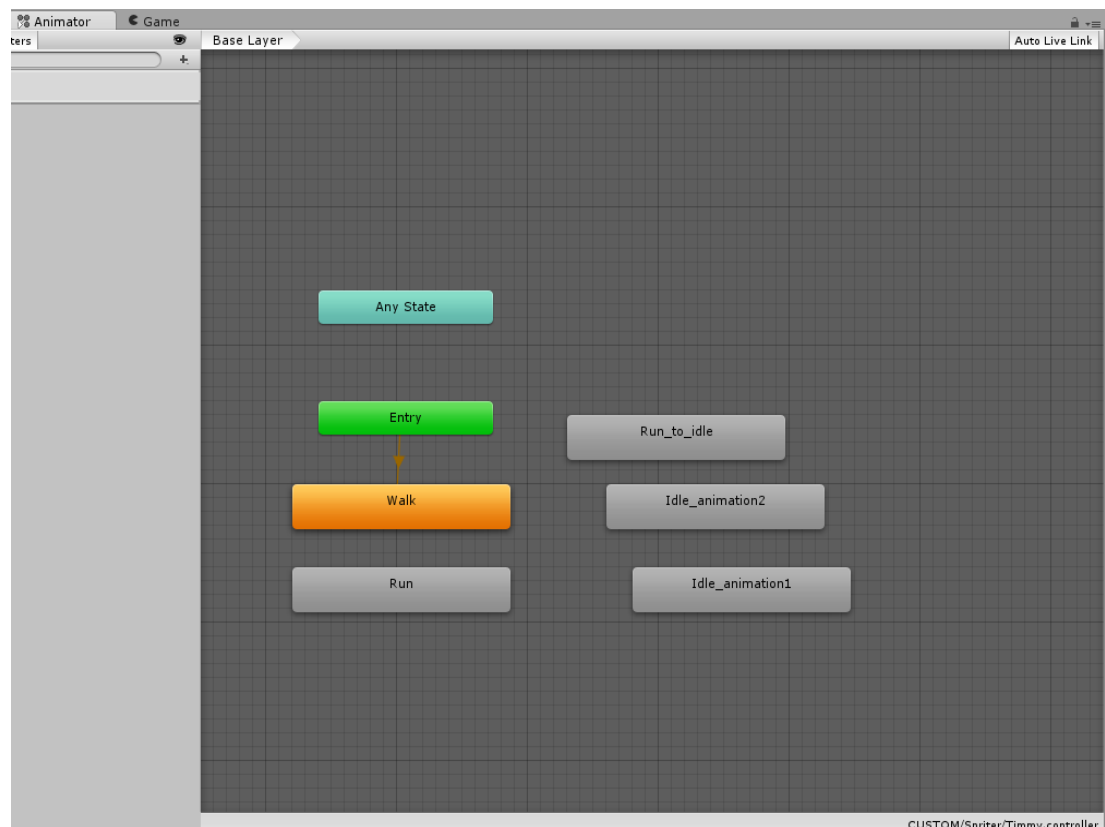 Animator Game
ters
Base Layer
Auto Live Link
Any State
Entry
Run_to_idle
Walk
Idle_animation2
Run
Idle_animation1
CUSTOM/Spriter/Timmy.controller